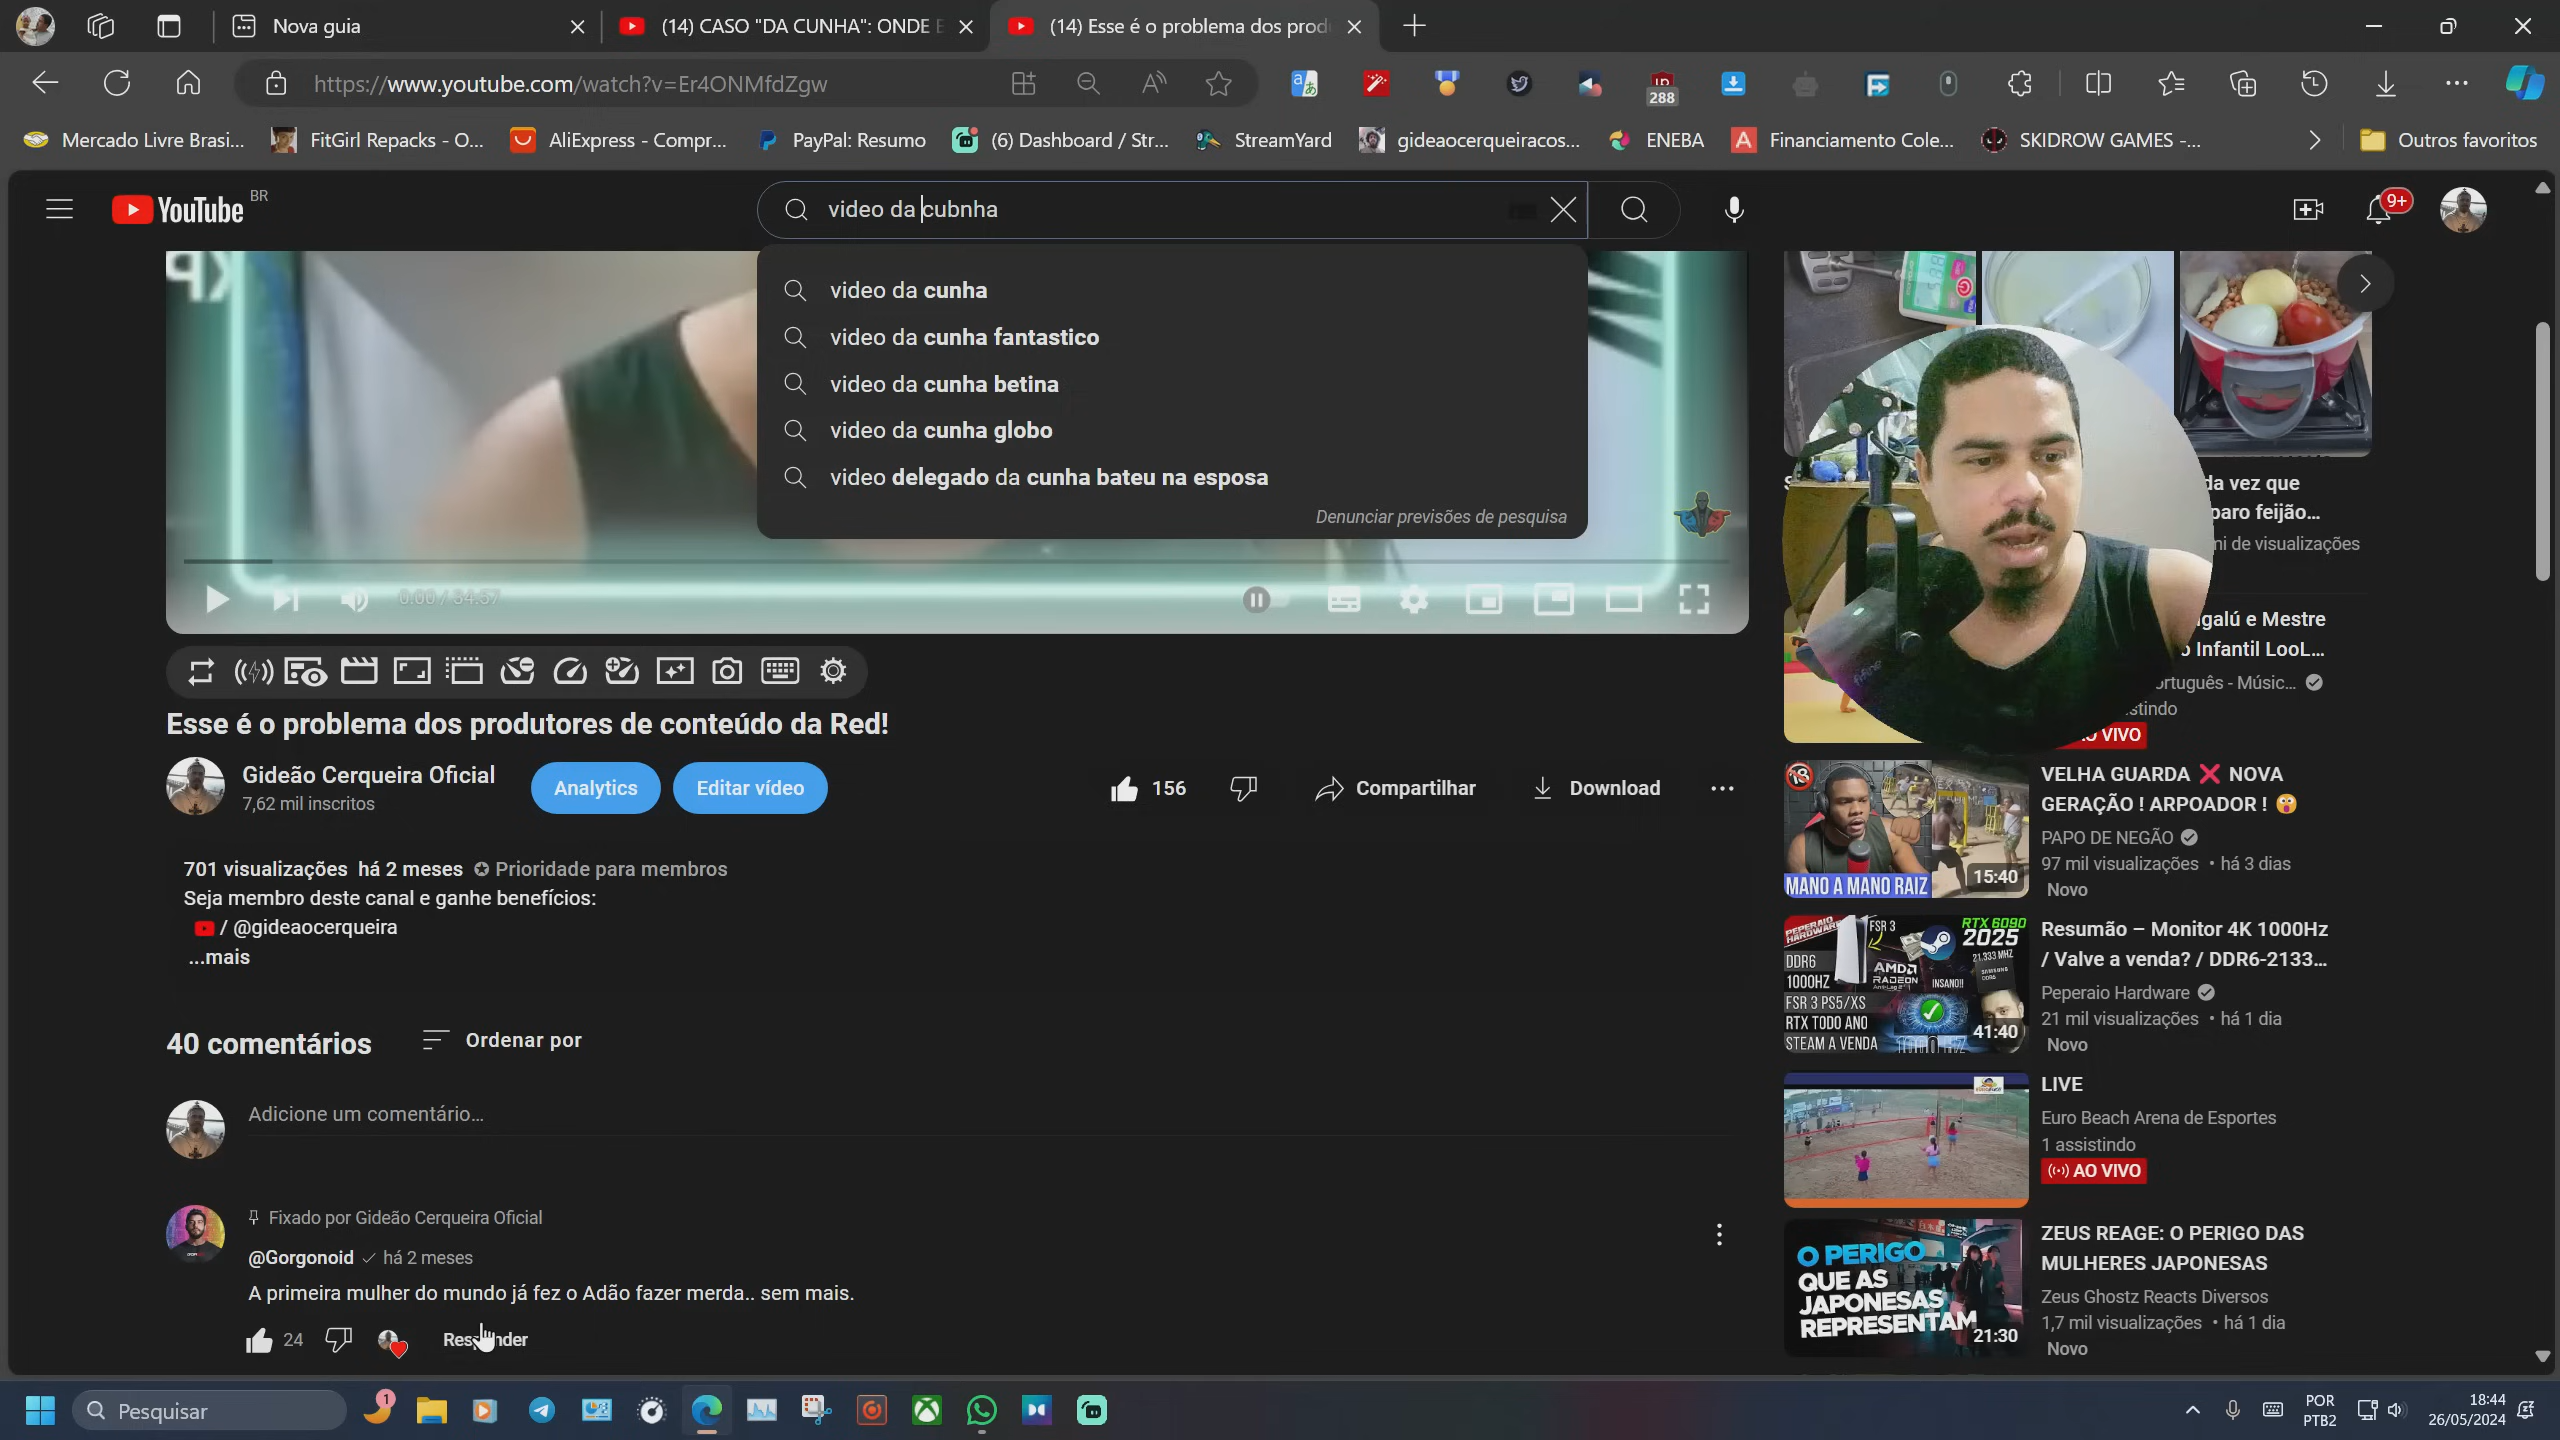 Nova guia
(14) CASO "DA CUNHA": ONDE E
(14) Esse é o problema dos prod
https://www.youtube.com/watch?v=Er4ONMfdZgw
288
Mercado Livre Brasi...
FitGirl Repacks - O...
AliExpress - Compr...
PayPal: Resumo
(6) Dashboard / Str...
StreamYard
gideaocerqueiracos...
ENEBA
Financiamento Cole...
SKIDROW GAMES -...
Outros favoritos
YouTube BR
video da cubnha
9+
video da cunha
video da cunha fantastico
video da cunha betina
video da cunha globo
video delegado da cunha bateu na esposa
Denunciar previsões de pesquisa
0:00 / 34:57
Esse é o problema dos produtores de conteúdo da Red!
Gideão Cerqueira Oficial
7,62 mil inscritos
Analytics
Editar vídeo
156
Compartilhar
Download
701 visualizações há 2 meses Prioridade para membros
Seja membro deste canal e ganhe benefícios:
/ @gideaocerqueira
...mais
40 comentários
Ordenar por
Adicione um comentário...
Fixado por Gideão Cerqueira Oficial
@Gorgonoid há 2 meses
A primeira mulher do mundo já fez o Adão fazer merda.. sem mais.
24
Responder
da vez que
paro feijão...
mi de visualizações
galú e Mestre
o Infantil LooL...
ortuguês - Músic...
istindo
AO VIVO
MANO A MANO RAIZ
15:40
VELHA GUARDA ❌ NOVA
GERAÇÃO ! ARPOADOR ! 😲
PAPO DE NEGÃO
97 mil visualizações • há 3 dias
Novo
PEPERAIO
HARDWARE
FSR 3
RTX 6090
2025
DDR6
1000HZ
AMD
RADEON
21.333 MHZ
INSANO!!
FSR 3 PS5/XS
RTX TODO ANO
STEAM A VENDA
1000 HZ
41:40
Resumão – Monitor 4K 1000Hz
/ Valve a venda? / DDR6-2133...
Peperaio Hardware
21 mil visualizações • há 1 dia
Novo
LIVE
Euro Beach Arena de Esportes
1 assistindo
AO VIVO
O PERIGO
QUE AS
JAPONESAS
REPRESENTAM
21:30
ZEUS REAGE: O PERIGO DAS
MULHERES JAPONESAS
Zeus Ghostz Reacts Diversos
1,7 mil visualizações • há 1 dia
Novo
Pesquisar
1
POR
PTB2
18:44
26/05/2024